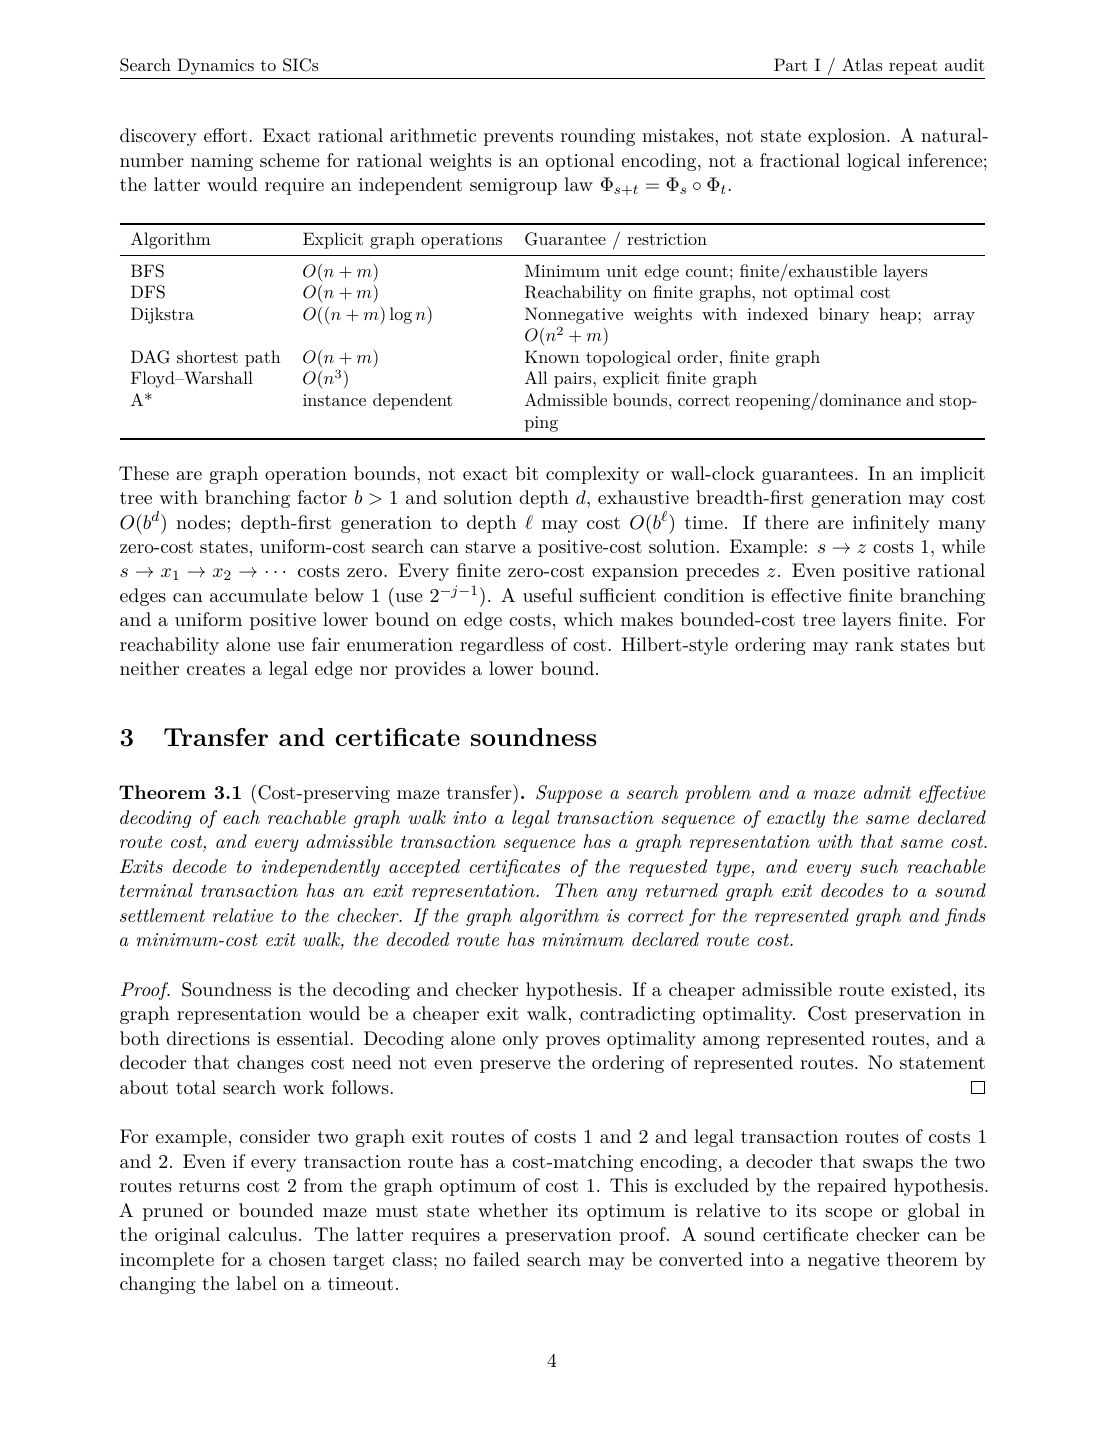 Search Dynamics to SICs Part I / Atlas repeat audit
discovery effort. Exact rational arithmetic prevents rounding mistakes, not state explosion. A natural-
number naming scheme for rational weights is an optional encoding, not a fractional logical inference;
the latter would require an independent semigroup law Φ_{s+t} = Φ_s ∘ Φ_t.
Algorithm Explicit graph operations Guarantee / restriction
BFS O(n + m) Minimum unit edge count; finite/exhaustible layers
DFS O(n + m) Reachability on finite graphs, not optimal cost
Dijkstra O((n + m) log n) Nonnegative weights with indexed binary heap; array
O(n² + m)
DAG shortest path O(n + m) Known topological order, finite graph
Floyd–Warshall O(n³) All pairs, explicit finite graph
A* instance dependent Admissible bounds, correct reopening/dominance and stop-
ping
These are graph operation bounds, not exact bit complexity or wall-clock guarantees. In an implicit
tree with branching factor b > 1 and solution depth d, exhaustive breadth-first generation may cost
O(b^d) nodes; depth-first generation to depth ℓ may cost O(b^ℓ) time. If there are infinitely many
zero-cost states, uniform-cost search can starve a positive-cost solution. Example: s → z costs 1, while
s → x₁ → x₂ → ⋯ costs zero. Every finite zero-cost expansion precedes z. Even positive rational
edges can accumulate below 1 (use 2^{−j−1}). A useful sufficient condition is effective finite branching
and a uniform positive lower bound on edge costs, which makes bounded-cost tree layers finite. For
reachability alone use fair enumeration regardless of cost. Hilbert-style ordering may rank states but
neither creates a legal edge nor provides a lower bound.
3 Transfer and certificate soundness
Theorem 3.1 (Cost-preserving maze transfer). Suppose a search problem and a maze admit effective
decoding of each reachable graph walk into a legal transaction sequence of exactly the same declared
route cost, and every admissible transaction sequence has a graph representation with that same cost.
Exits decode to independently accepted certificates of the requested type, and every such reachable
terminal transaction has an exit representation. Then any returned graph exit decodes to a sound
settlement relative to the checker. If the graph algorithm is correct for the represented graph and finds
a minimum-cost exit walk, the decoded route has minimum declared route cost.
Proof. Soundness is the decoding and checker hypothesis. If a cheaper admissible route existed, its
graph representation would be a cheaper exit walk, contradicting optimality. Cost preservation in
both directions is essential. Decoding alone only proves optimality among represented routes, and a
decoder that changes cost need not even preserve the ordering of represented routes. No statement
about total search work follows. □
For example, consider two graph exit routes of costs 1 and 2 and legal transaction routes of costs 1
and 2. Even if every transaction route has a cost-matching encoding, a decoder that swaps the two
routes returns cost 2 from the graph optimum of cost 1. This is excluded by the repaired hypothesis.
A pruned or bounded maze must state whether its optimum is relative to its scope or global in
the original calculus. The latter requires a preservation proof. A sound certificate checker can be
incomplete for a chosen target class; no failed search may be converted into a negative theorem by
changing the label on a timeout.
4